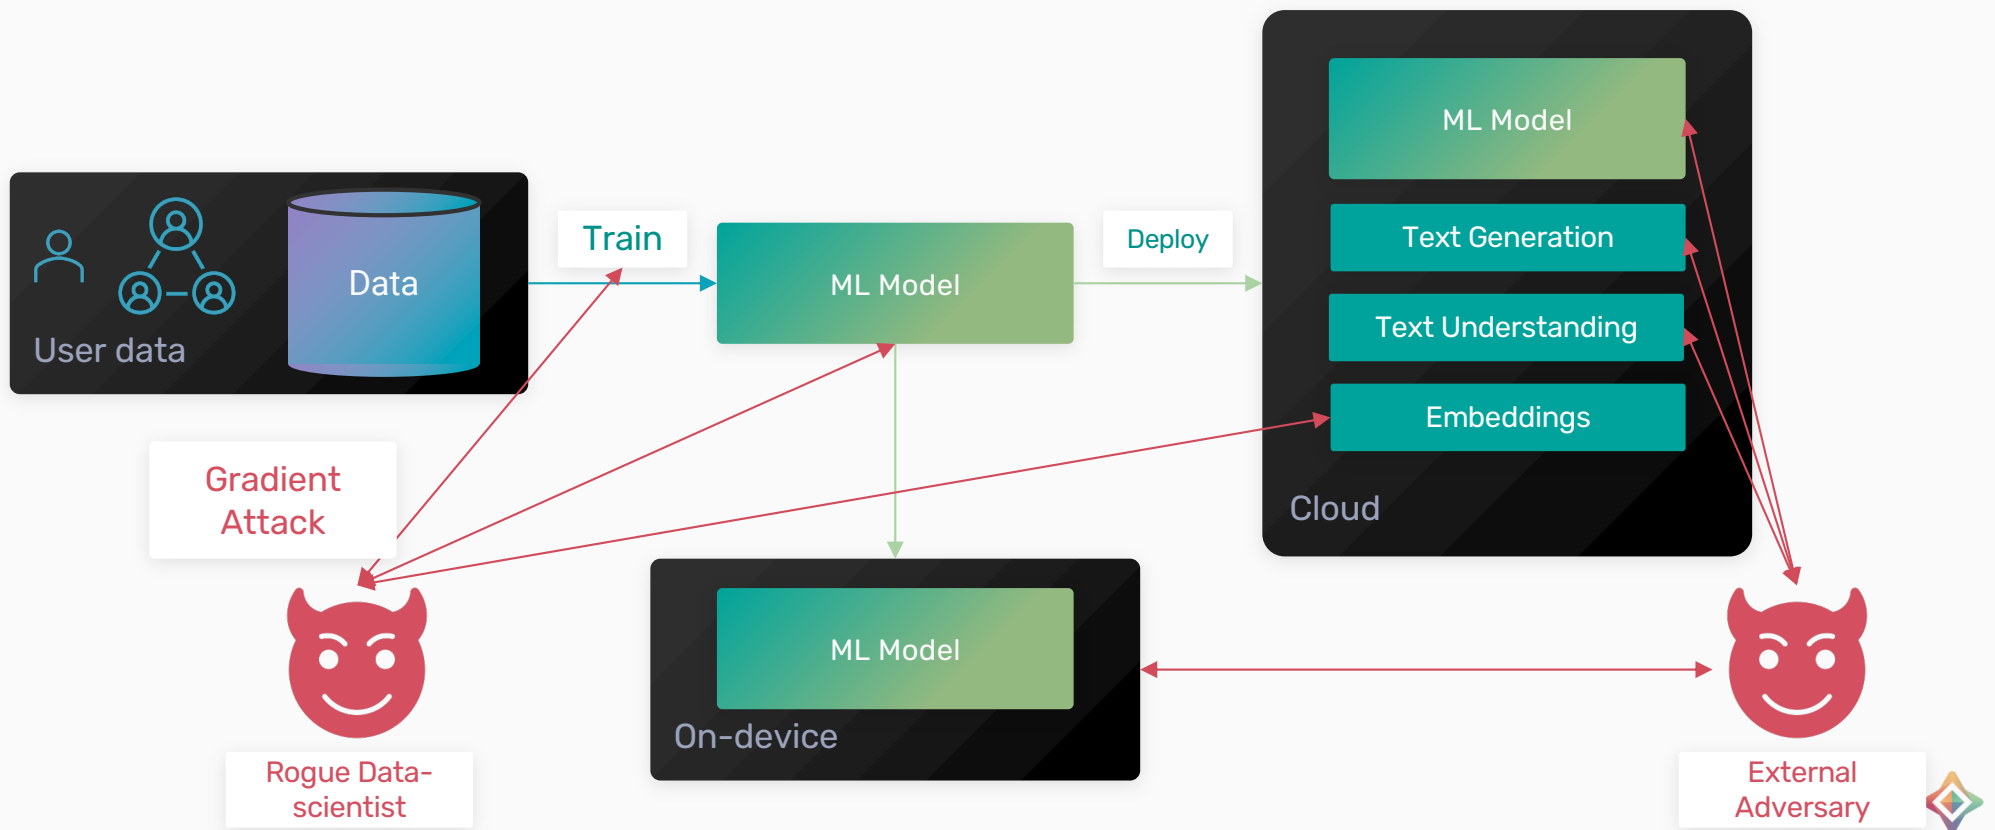 ML Model
Text Generation
Text Understanding
Embeddings
Cloud
Data
User data
Train
ML Model
Deploy
Gradient
Attack
ML Model
On-device
Rogue Data-
scientist
External
Adversary